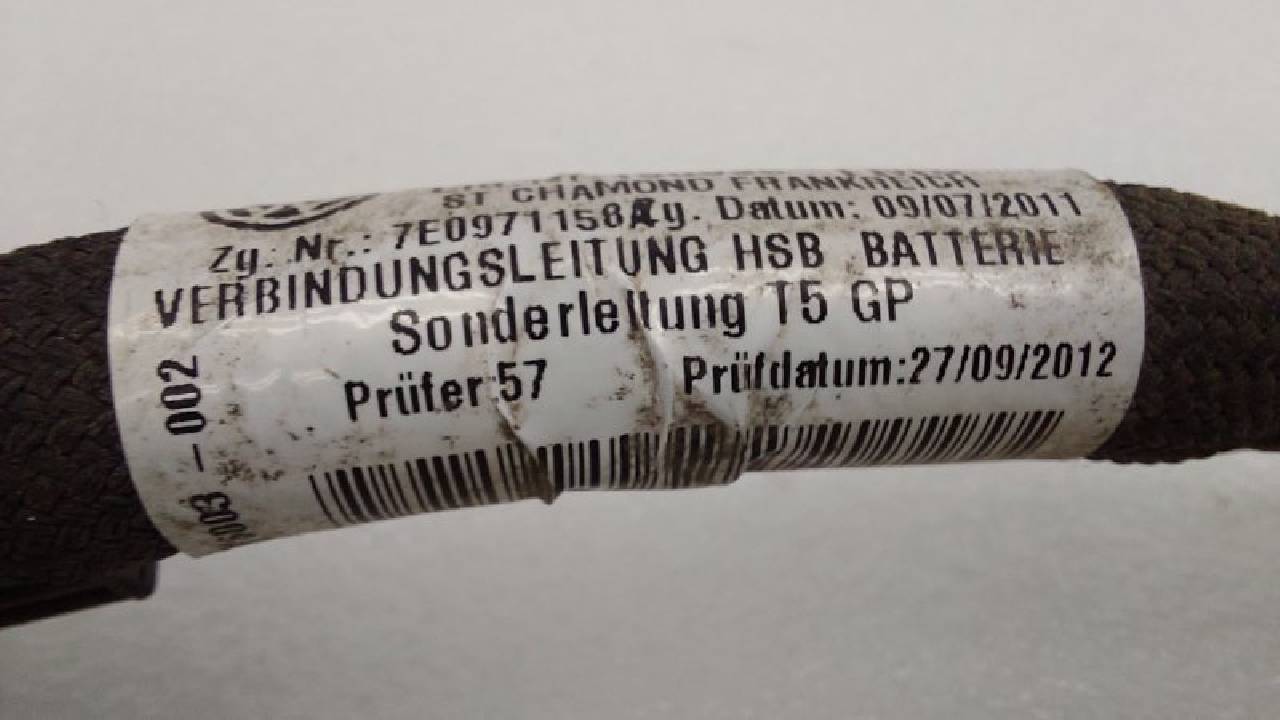 ST CHAMOND FRANKREICH
Zg. Nr.: 7E0971158A Zg. Datum: 09/07/2011
VERBINDUNGSLEITUNG HSB BATTERIE
Sonderleitung T5 GP
Prüfer:57 Prüfdatum:27/09/2012
-002